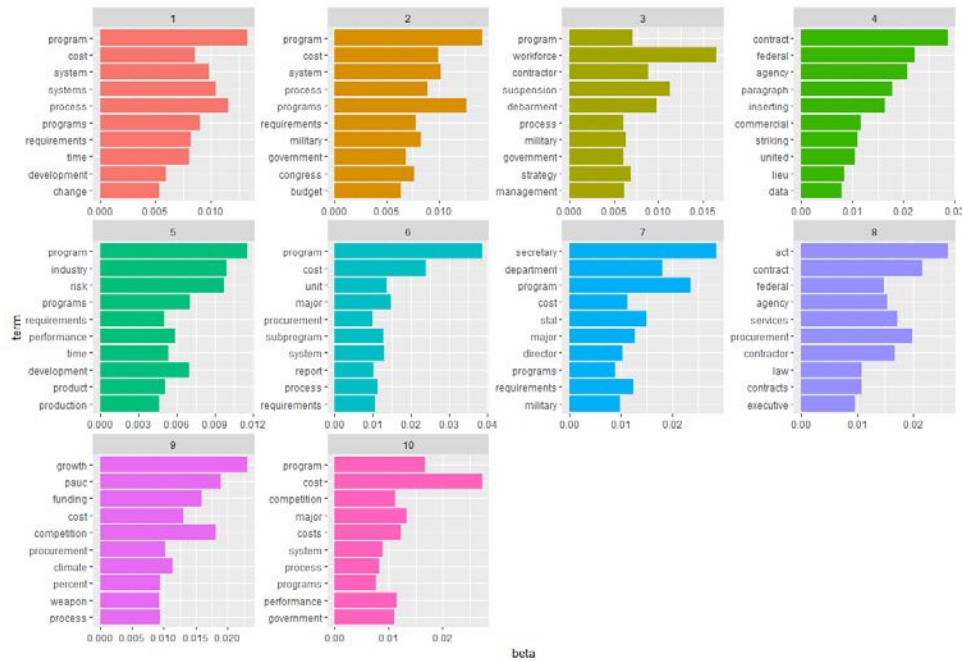 1
program
cost
system
systems
process
programs
requirements
time
development
change
0.000 0.005 0.010
2
program
cost
system
process
programs
requirements
military
government
congress
budget
0.000 0.005 0.010
3
program
workforce
contractor
suspension
debarment
process
military
government
strategy
management
0.000 0.005 0.010 0.015
4
contract
federal
agency
paragraph
inserting
commercial
striking
united
lieu
data
0.00 0.01 0.02 0.03
term
5
program
industry
risk
programs
requirements
performance
time
development
product
production
0.000 0.003 0.006 0.009 0.012
6
program
cost
unit
major
procurement
subprogram
system
report
process
requirements
0.00 0.01 0.02 0.03 0.04
7
secretary
department
program
cost
stat
major
director
programs
requirements
military
0.00 0.01 0.02
8
act
contract
federal
agency
services
procurement
contractor
law
contracts
executive
0.00 0.01 0.02
9
growth
pauc
funding
cost
competition
procurement
climate
percent
weapon
process
0.000 0.005 0.010 0.015 0.020
10
program
cost
competition
major
costs
system
process
programs
performance
government
0.00 0.01 0.02
beta